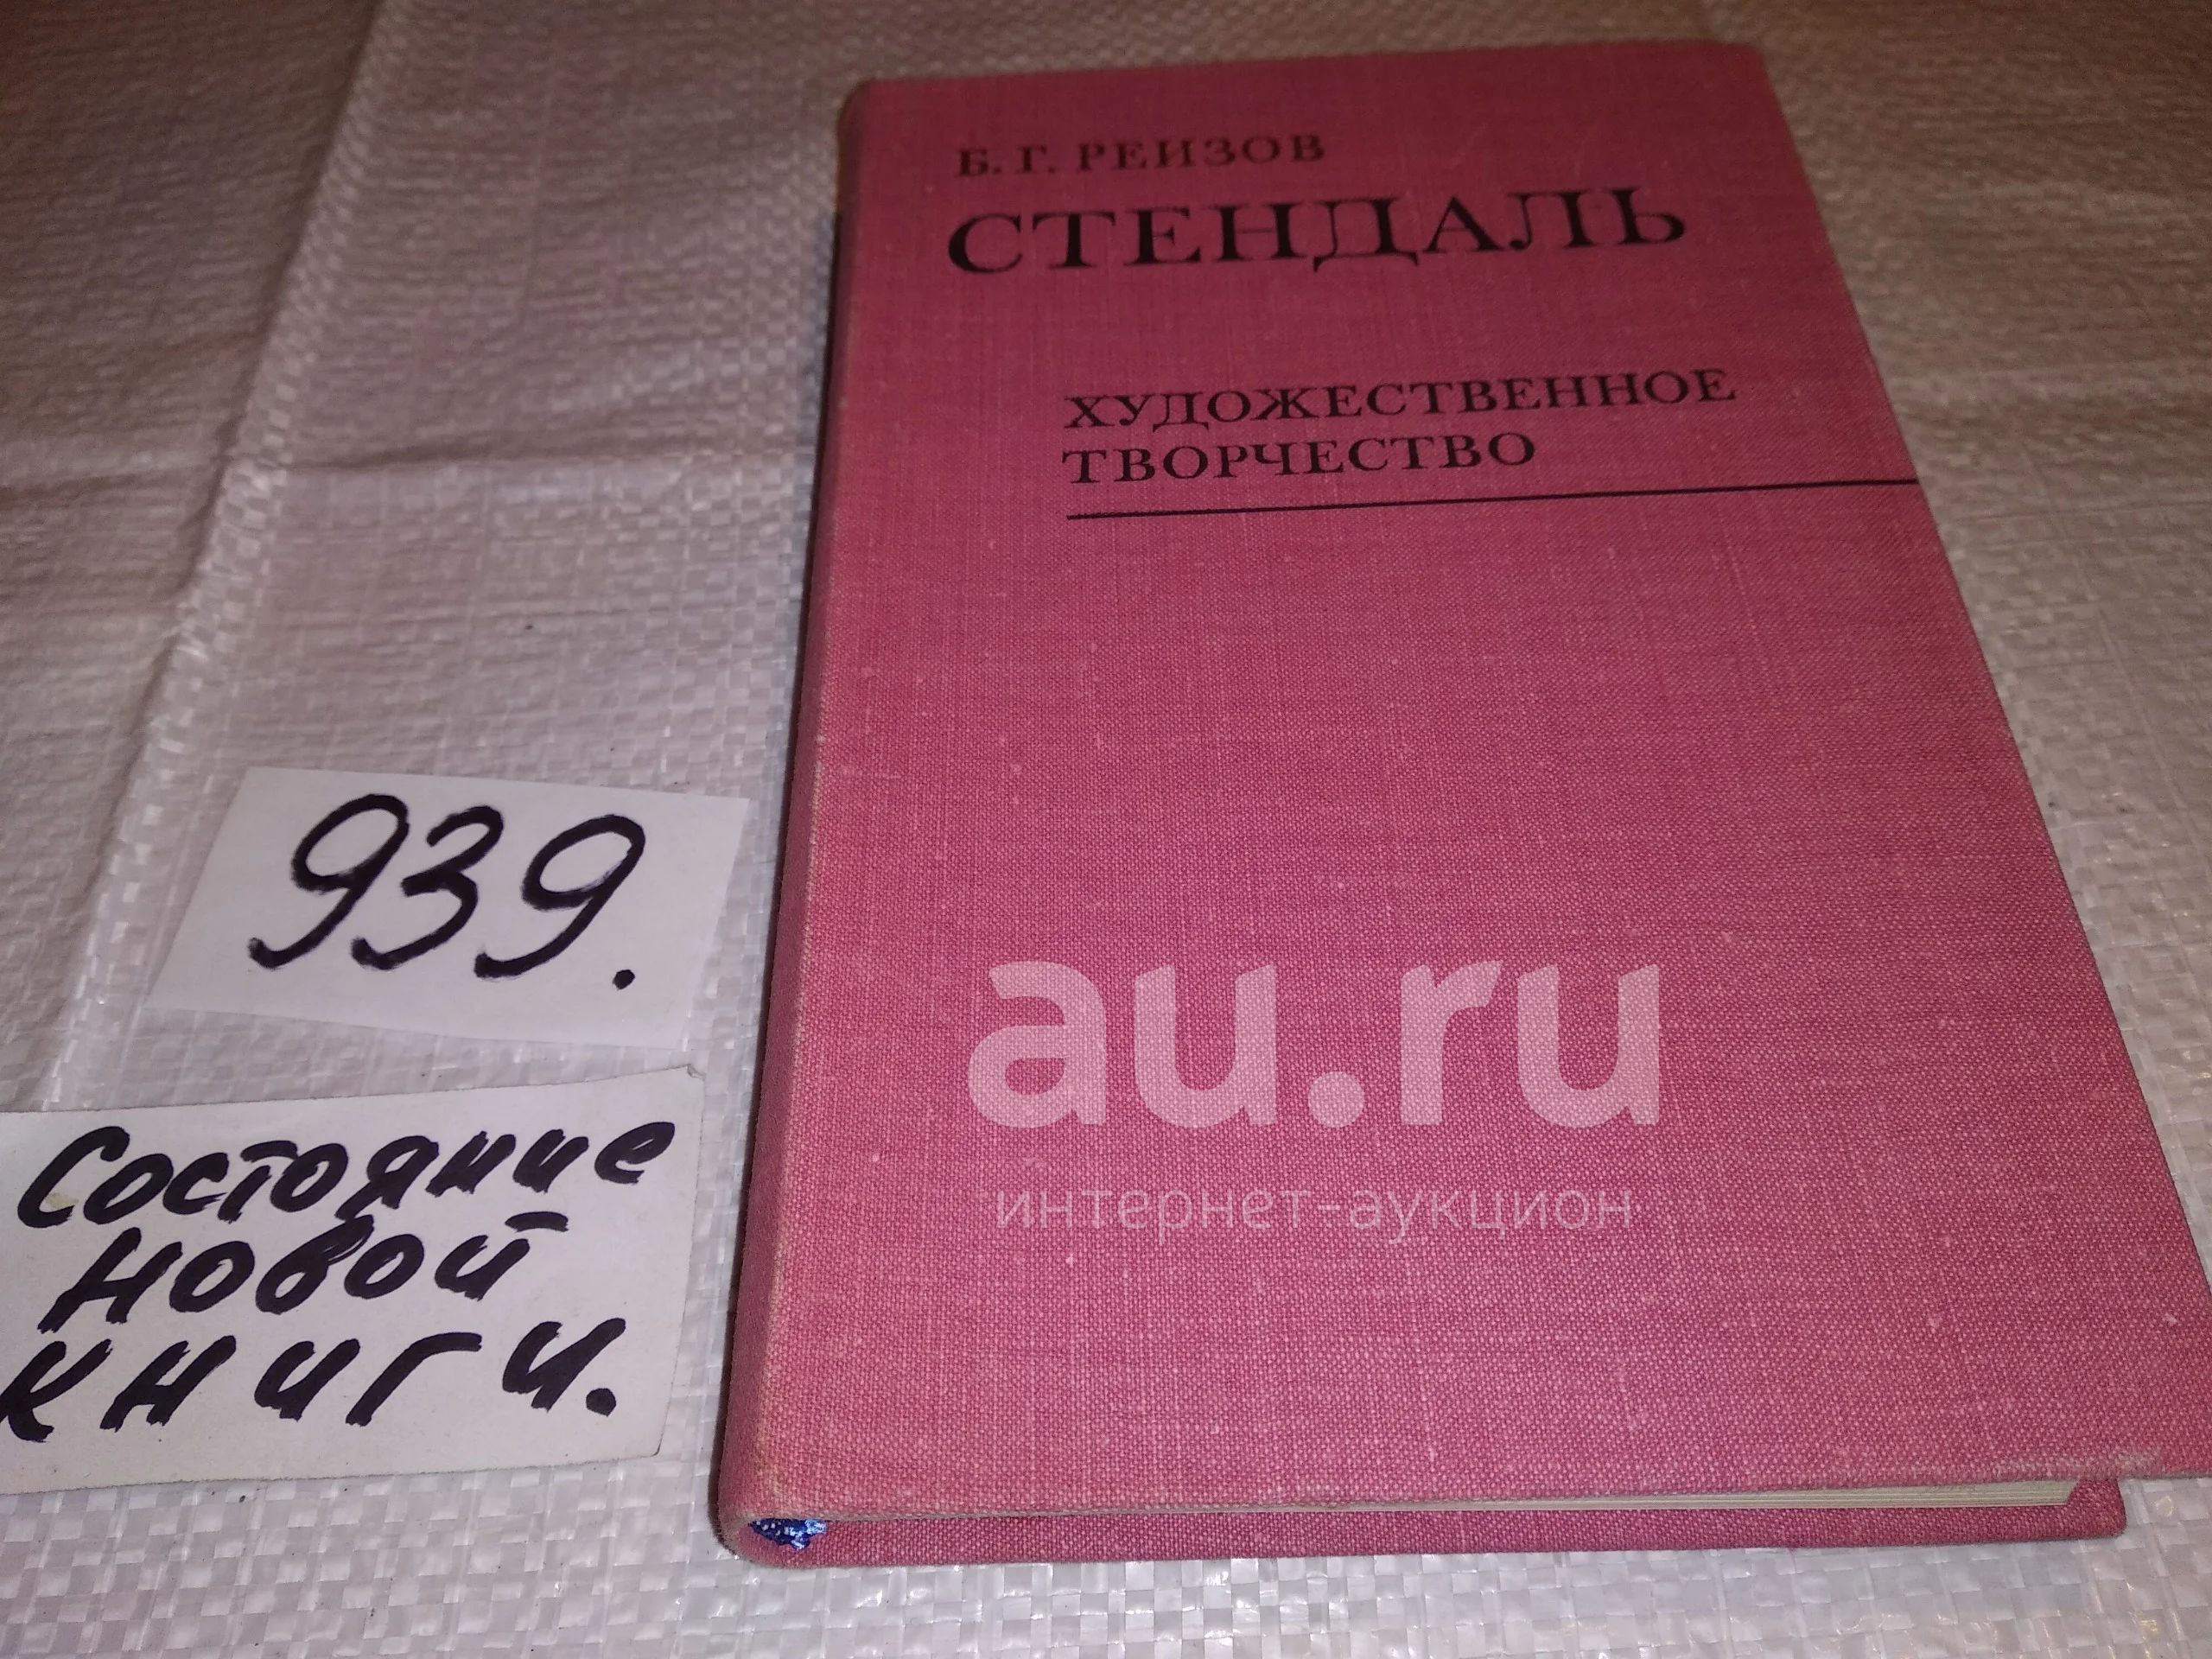 Б. Г. РЕИЗОВ
СТЕНДАЛЬ
ХУДОЖЕСТВЕННОЕ
ТВОРЧЕСТВО
939.
Состояние
новой
книги.
au.ru
интернет-аукцион